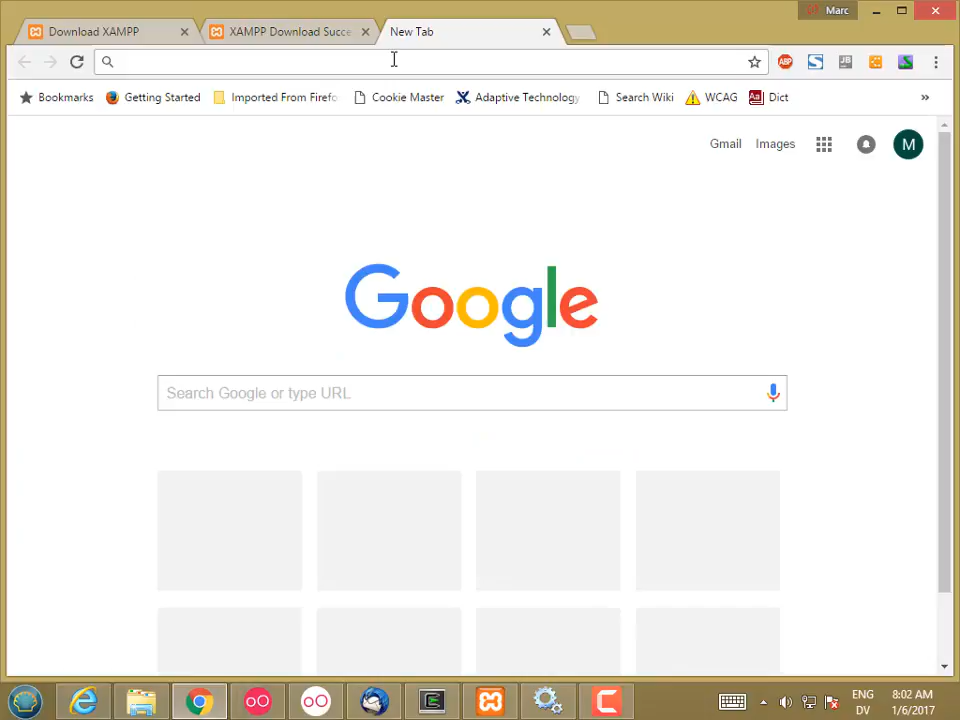 Marc
Download XAMPP
XAMPP Download Succe
New Tab
Bookmarks
Getting Started
Imported From Firefo
Cookie Master
Adaptive Technology
Search Wiki
WCAG
Dict
»
Gmail
Images
M
Google
Search Google or type URL
ENG
DV
8:02 AM
1/6/2017